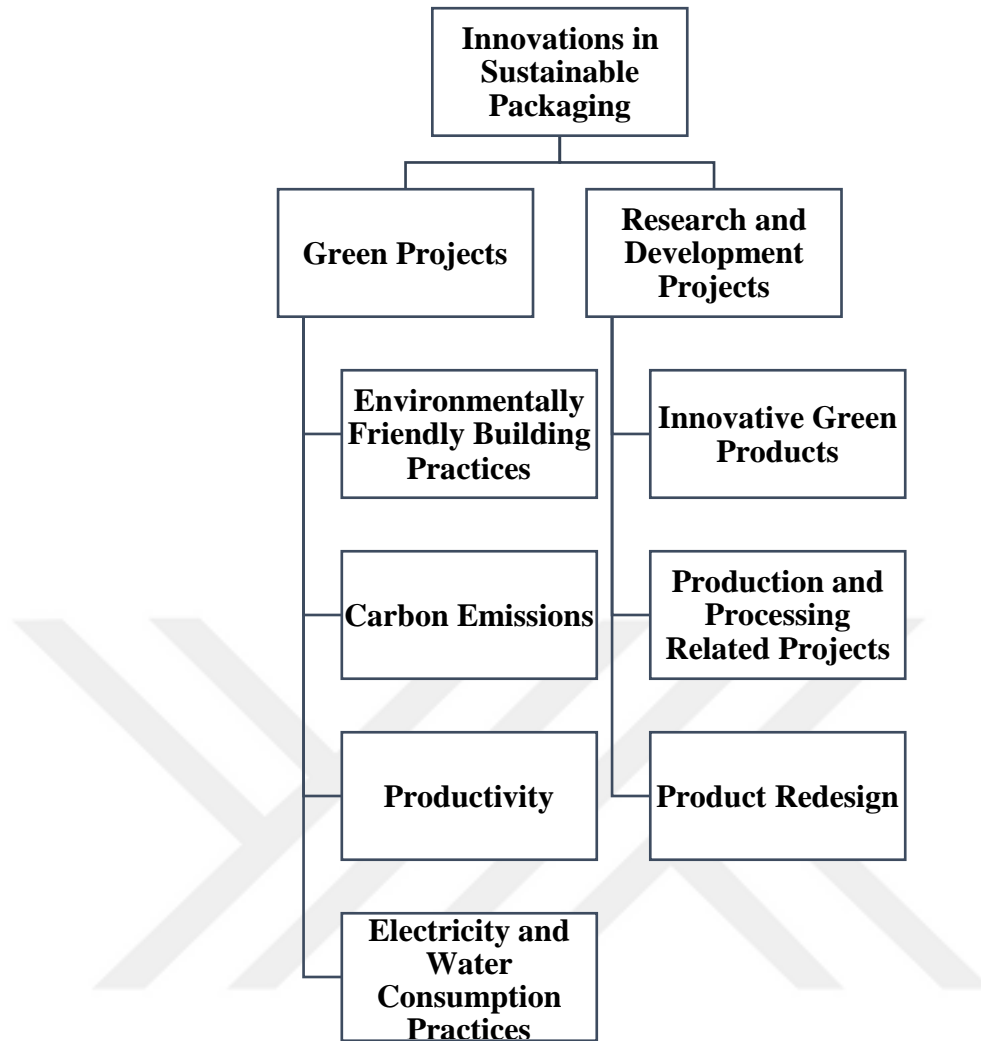 Innovations in
Sustainable
Packaging
Green Projects
Research and
Development
Projects
Environmentally
Friendly Building
Practices
Innovative Green
Products
Carbon Emissions
Production and
Processing
Related Projects
Productivity
Product Redesign
Electricity and
Water
Consumption
Practices